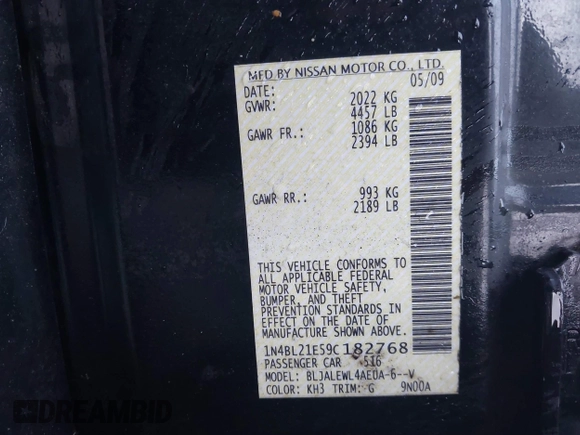 MFD BY NISSAN MOTOR CO., LTD.
DATE: 05/09
GVWR: 2022 KG
4457 LB
GAWR FR.: 1086 KG
2394 LB
GAWR RR.: 993 KG
2189 LB
THIS VEHICLE CONFORMS TO
ALL APPLICABLE FEDERAL
MOTOR VEHICLE SAFETY,
BUMPER, AND THEFT
PREVENTION STANDARDS IN
EFFECT ON THE DATE OF
MANUFACTURE SHOWN ABOVE.
1N4BL21E59C182768
PASSENGER CAR 516
MODEL: BLJALEWL4AEUA-6--V
COLOR: KH3 TRIM: G 9N00A
DREAMBID